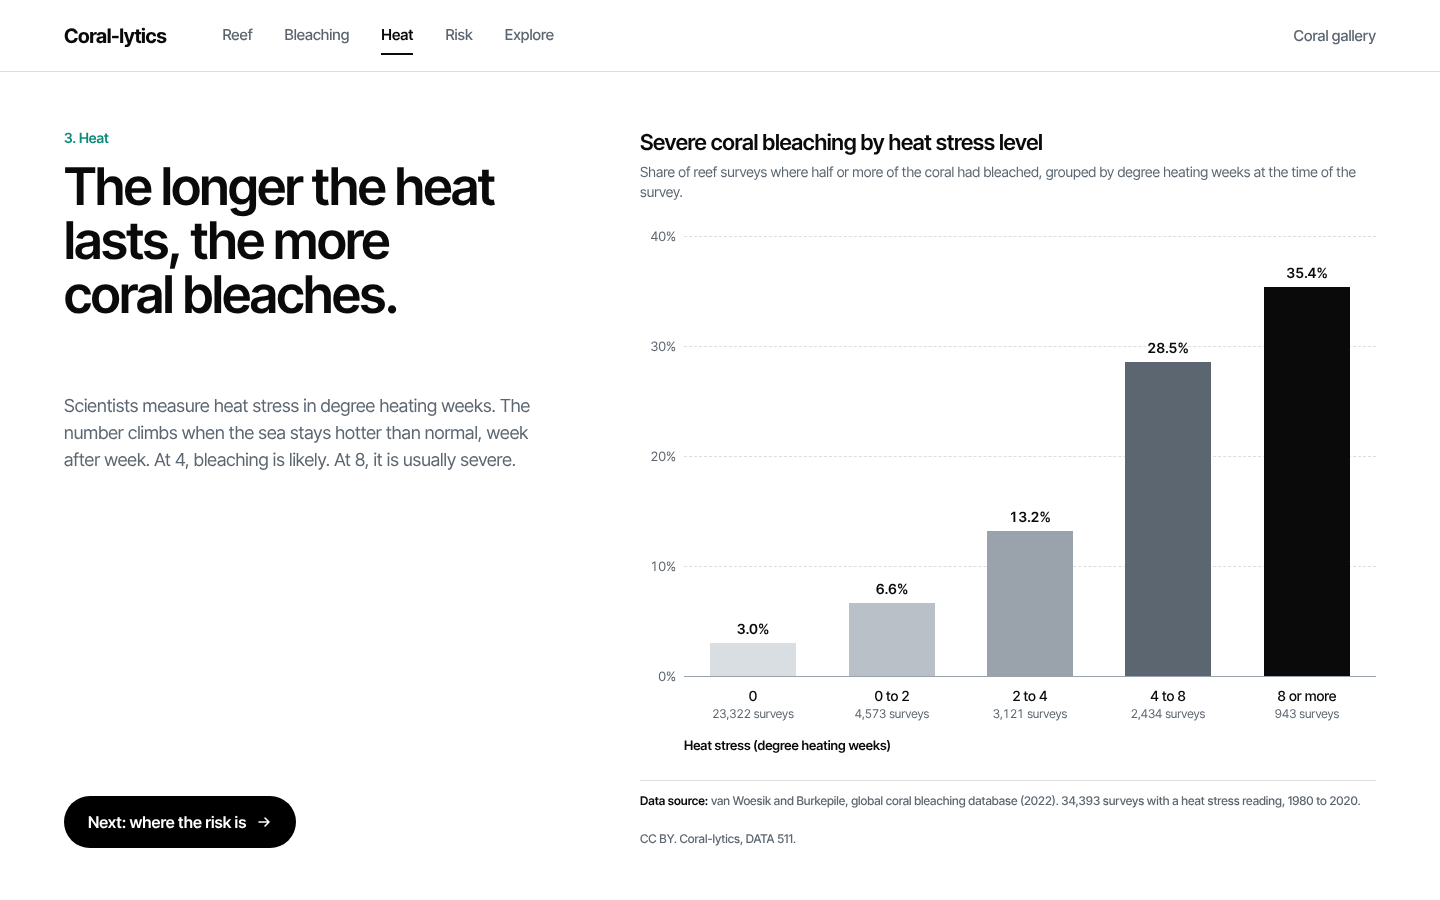 Coral-lytics
Reef
Bleaching
Heat
Risk
Explore
Coral gallery
3. Heat
The longer the heat
lasts, the more
coral bleaches.
Scientists measure heat stress in degree heating weeks. The
number climbs when the sea stays hotter than normal, week
after week. At 4, bleaching is likely. At 8, it is usually severe.
Next: where the risk is →
Severe coral bleaching by heat stress level
Share of reef surveys where half or more of the coral had bleached, grouped by degree heating weeks at the time of the
survey.
40%
30%
20%
10%
0%
3.0%
6.6%
13.2%
28.5%
35.4%
0
0 to 2
2 to 4
4 to 8
8 or more
23,322 surveys
4,573 surveys
3,121 surveys
2,434 surveys
943 surveys
Heat stress (degree heating weeks)
Data source: van Woesik and Burkepile, global coral bleaching database (2022). 34,393 surveys with a heat stress reading, 1980 to 2020.
CC BY. Coral-lytics, DATA 511.